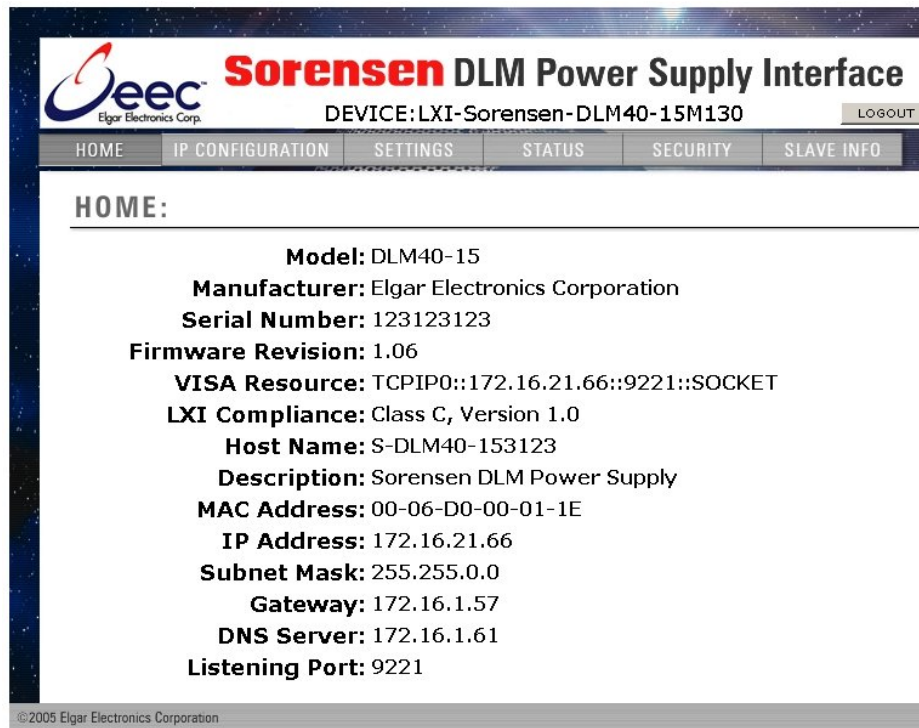 eec™ Sorensen DLM Power Supply Interface
Elgar Electronics Corp.
DEVICE:LXI-Sorensen-DLM40-15M130
LOGOUT
HOME IP CONFIGURATION SETTINGS STATUS SECURITY SLAVE INFO
HOME:
Model: DLM40-15
Manufacturer: Elgar Electronics Corporation
Serial Number: 123123123
Firmware Revision: 1.06
VISA Resource: TCPIP0::172.16.21.66::9221::SOCKET
LXI Compliance: Class C, Version 1.0
Host Name: S-DLM40-153123
Description: Sorensen DLM Power Supply
MAC Address: 00-06-D0-00-01-1E
IP Address: 172.16.21.66
Subnet Mask: 255.255.0.0
Gateway: 172.16.1.57
DNS Server: 172.16.1.61
Listening Port: 9221
©2005 Elgar Electronics Corporation